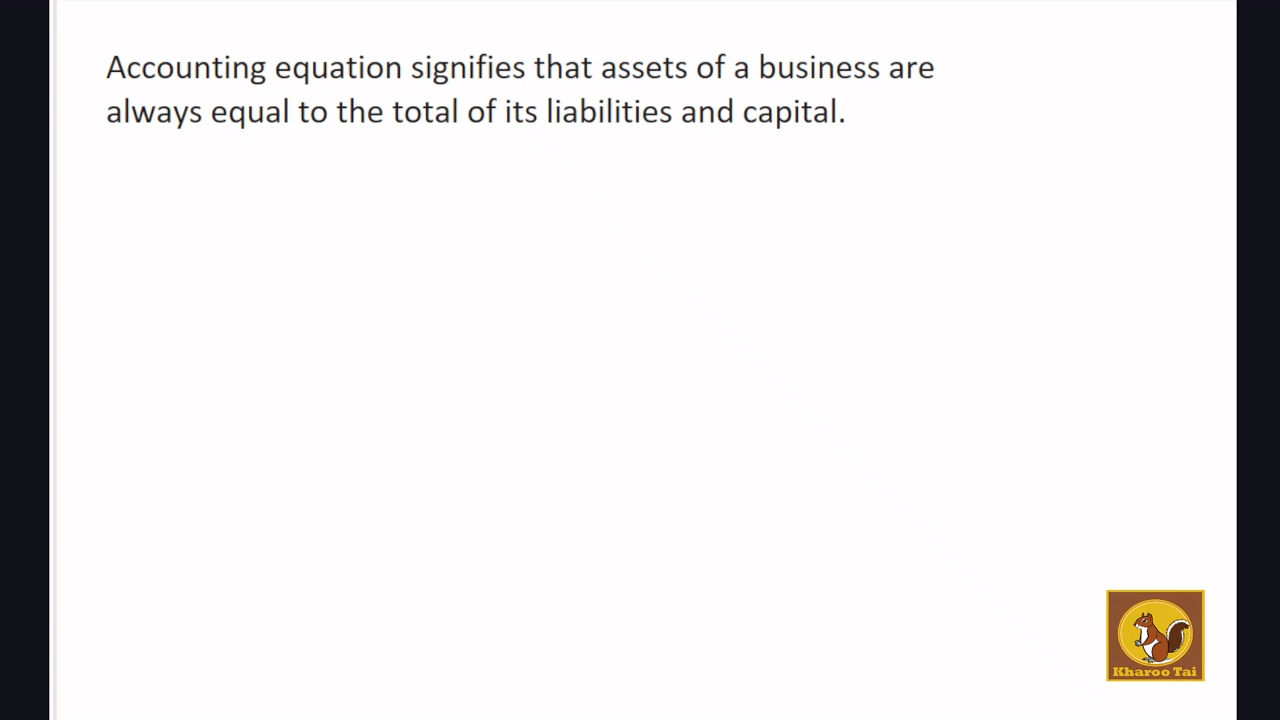 Accounting equation signifies that assets of a business are
always equal to the total of its liabilities and capital.
Kharoo Tai